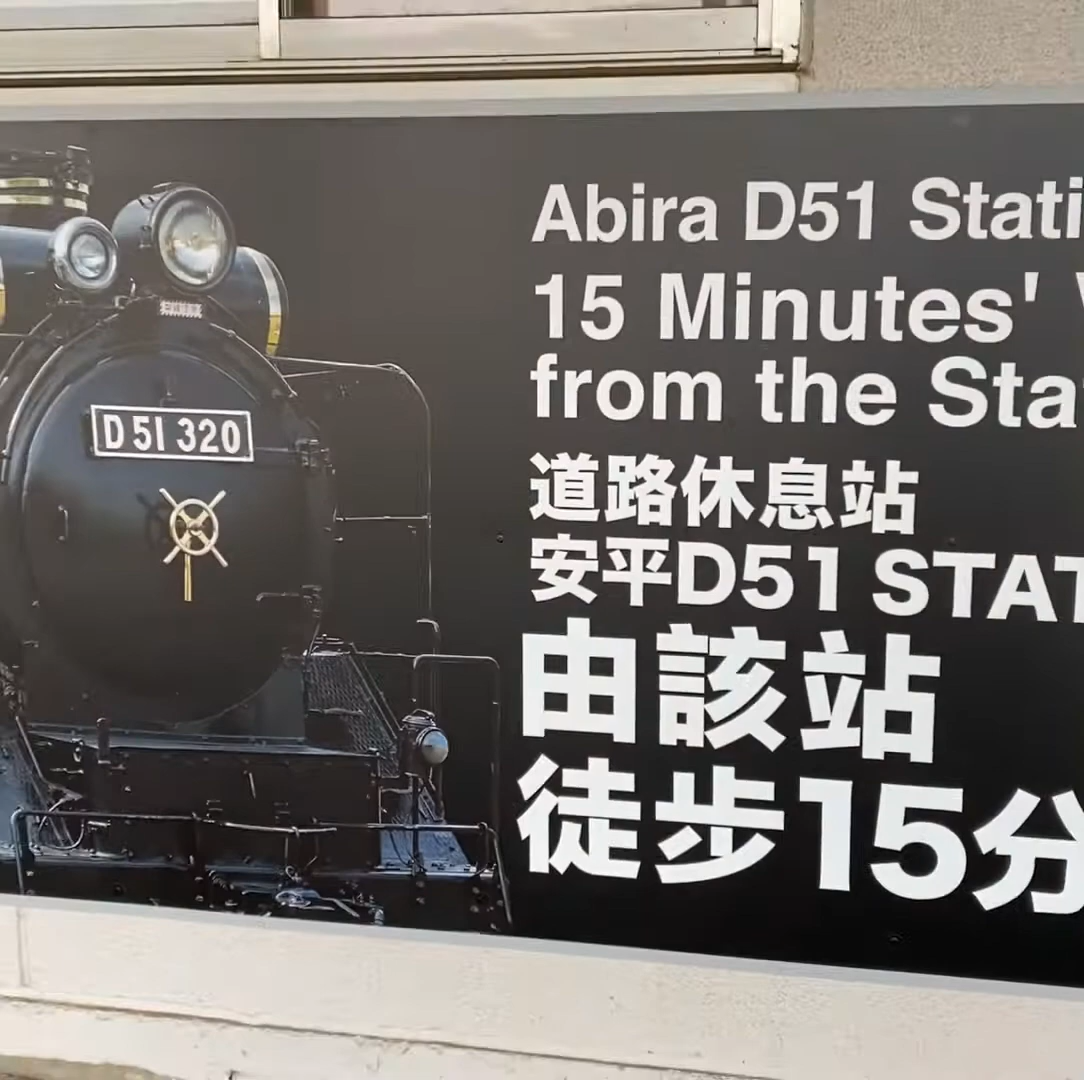 D51 320
Abira D51 Stati
15 Minutes'
from the Sta
道路休息站
安平D51 STAT
由該站
徒步15分